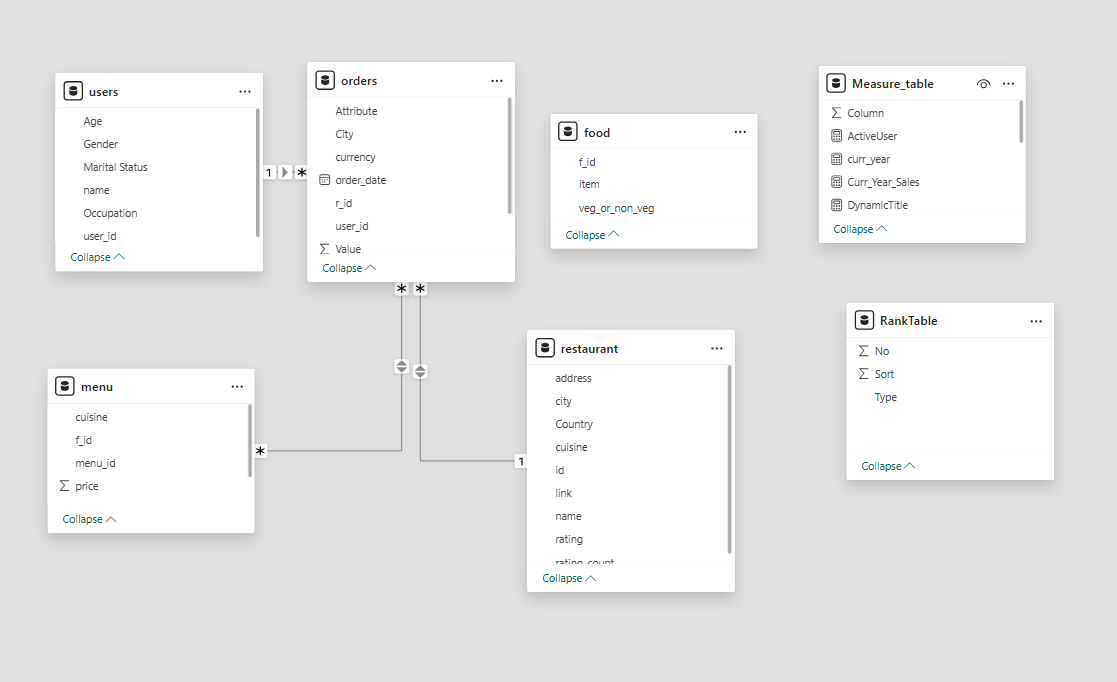 users
Age
Gender
Marital Status
name
Occupation
user_id
Collapse
1
*
orders
Attribute
City
currency
order_date
r_id
user_id
Σ Value
Collapse
*
*
food
f_id
item
veg_or_non_veg
Collapse
Measure_table
Σ Column
ActiveUser
curr_year
Curr_Year_Sales
DynamicTitle
Collapse
menu
cuisine
f_id
menu_id
Σ price
Collapse
*
restaurant
address
city
Country
cuisine
id
link
name
rating
rating_count
Collapse
1
RankTable
Σ No
Σ Sort
Type
Collapse